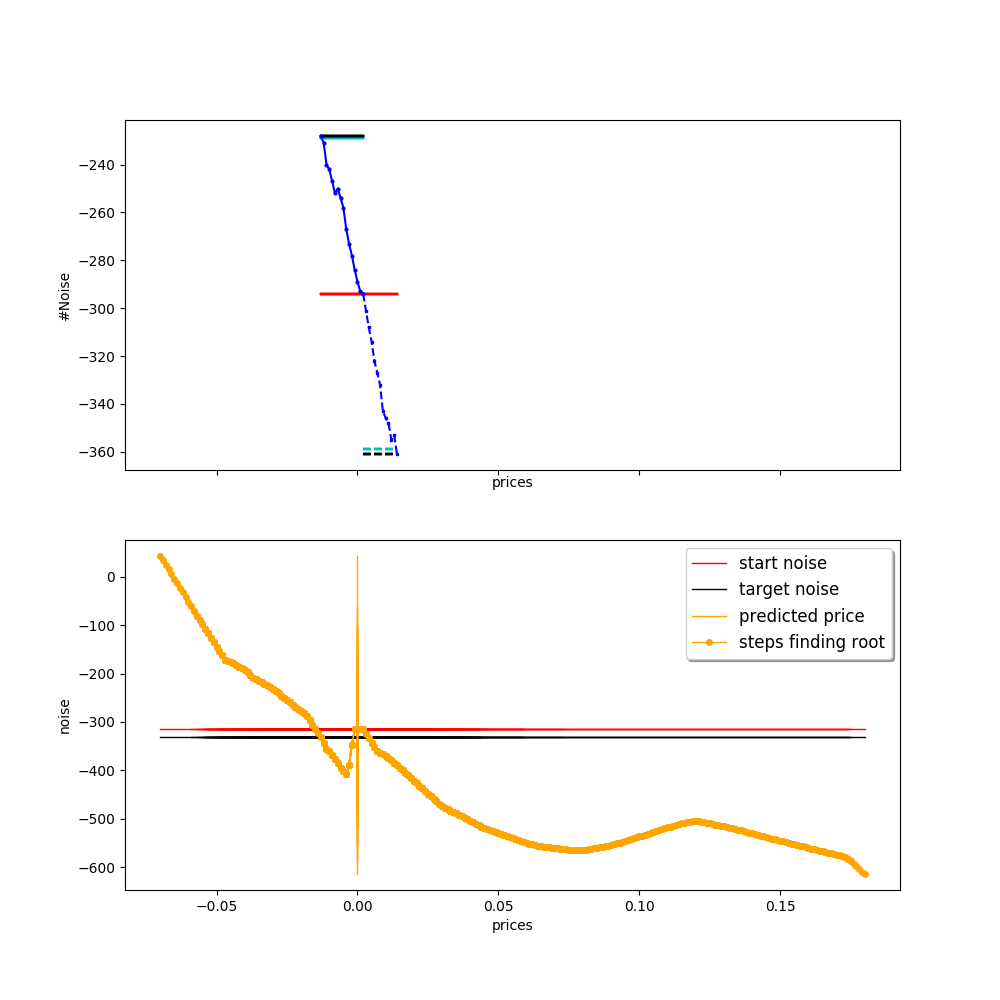 −240
−260
−280
−300
−320
−340
−360
#Noise
prices
0
−100
−200
−300
−400
−500
−600
noise
start noise
target noise
predicted price
steps finding root
−0.05
0.00
0.05
0.10
0.15
prices